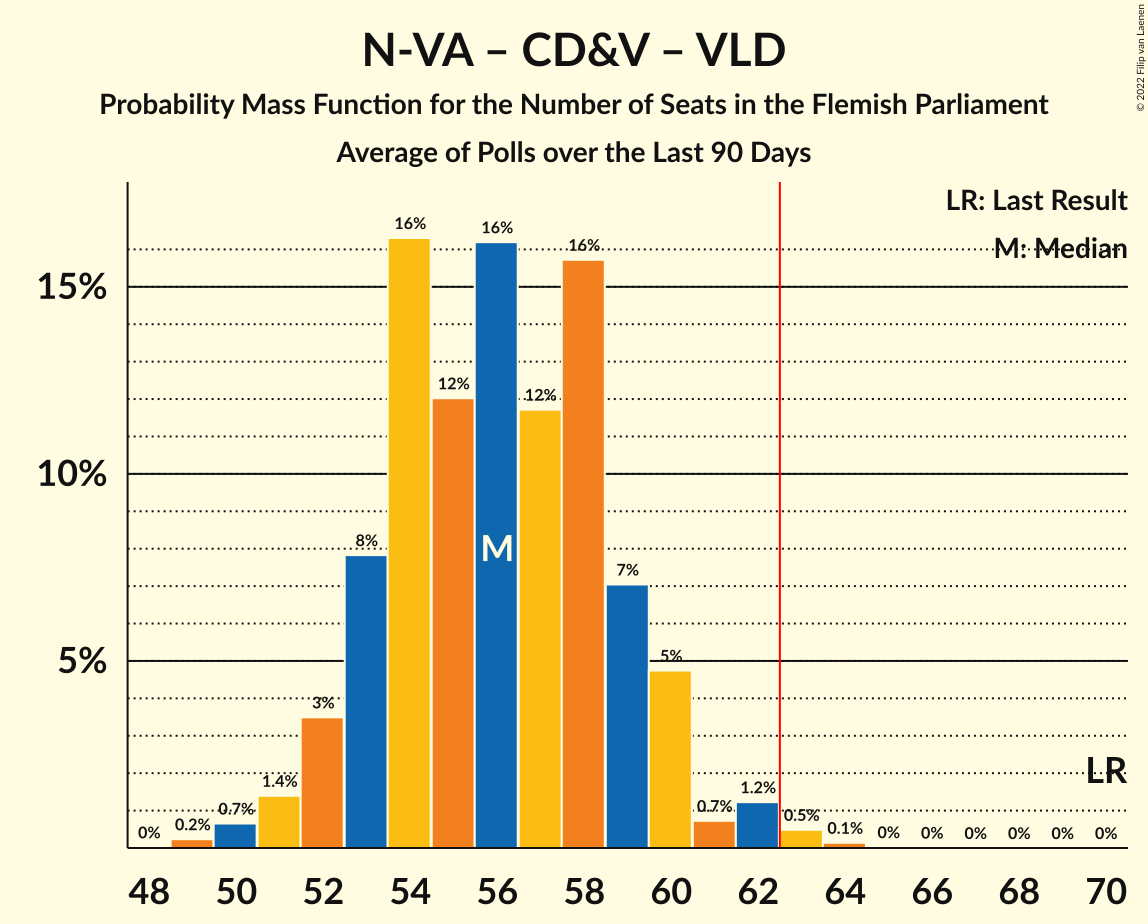 N-VA – CD&V – VLD
Probability Mass Function for the Number of Seats in the Flemish Parliament
Average of Polls over the Last 90 Days
© 2022 Filip van Laenen
LR: Last Result
M: Median
15%
10%
5%
0%
0.2%
0.7%
1.4%
3%
8%
16%
12%
16%
12%
16%
7%
5%
0.7%
1.2%
0.5%
0.1%
0%
0%
0%
0%
0%
0%
M
LR
48 50 52 54 56 58 60 62 64 66 68 70